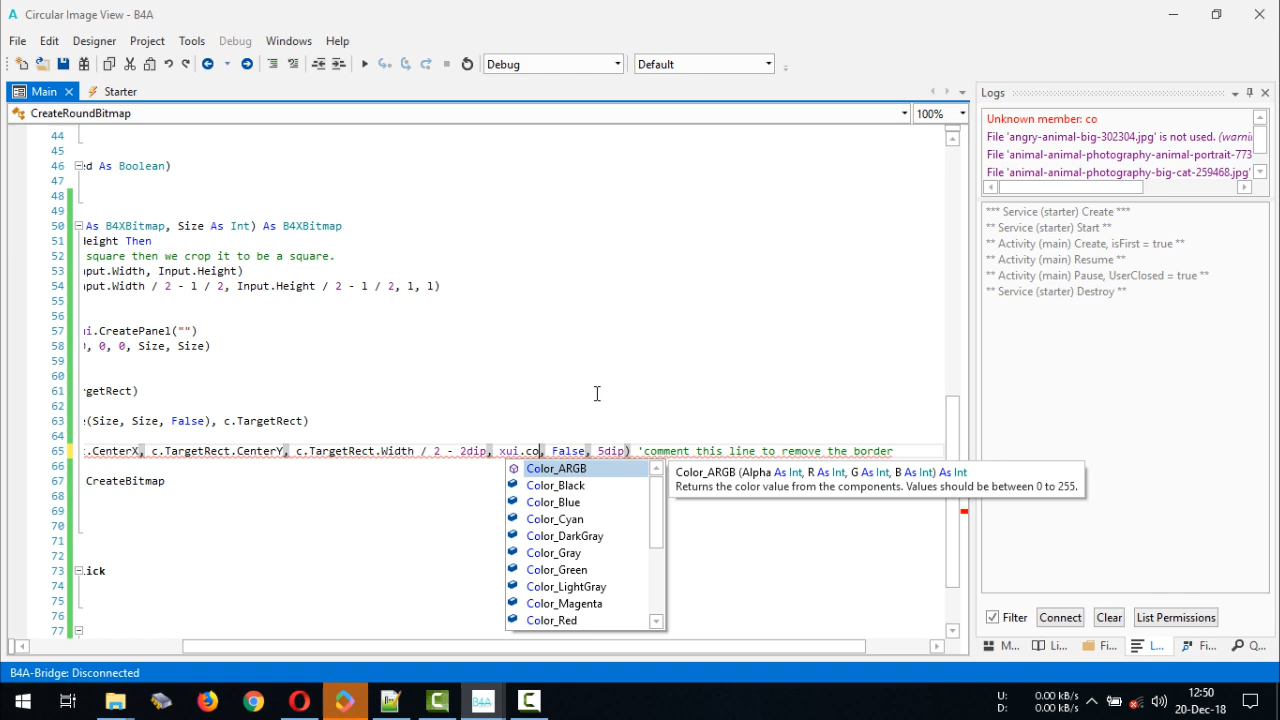 Circular Image View - B4A
File Edit Designer Project Tools Debug Windows Help
Debug Default
Main Starter
CreateRoundBitmap 100%
44
45
46 ed As Boolean)
47
48
49
50 As B4XBitmap, Size As Int) As B4XBitmap
51 Height Then
52 square then we crop it to be a square.
53 nput.Width, Input.Height)
54 nput.Width / 2 - l / 2, Input.Height / 2 - l / 2, l, l)
55
56
57 ui.CreatePanel("")
58 , 0, 0, Size, Size)
59
60
61 rgetRect)
62
63 e(Size, Size, False), c.TargetRect)
64
65 t.CenterX, c.TargetRect.CenterY, c.TargetRect.Width / 2 - 2dip, xui.co, False, 5dip) 'comment this line to remove the border
66
67 CreateBitmap
68
69
70
71
72
73 ick
74
75
76
77
Color_ARGB
Color_Black
Color_Blue
Color_Cyan
Color_DarkGray
Color_Gray
Color_Green
Color_LightGray
Color_Magenta
Color_Red
Color_ARGB (Alpha As Int, R As Int, G As Int, B As Int) As Int
Returns the color value from the components. Values should be between 0 to 255.
Logs
Unknown member: co
File 'angry-animal-big-302304.jpg' is not used. (warni
File 'animal-animal-photography-animal-portrait-773
File 'animal-animal-photography-big-cat-259468.jpg'
*** Service (starter) Create ***
** Service (starter) Start **
** Activity (main) Create, isFirst = true **
** Activity (main) Resume **
** Activity (main) Pause, UserClosed = true **
** Service (starter) Destroy **
Filter Connect Clear List Permissions
M... Li... Fi... L... Fi... Q...
B4A-Bridge: Disconnected
B4A
U: 0.00 kB/s
D: 0.00 kB/s
12:50
20-Dec-18